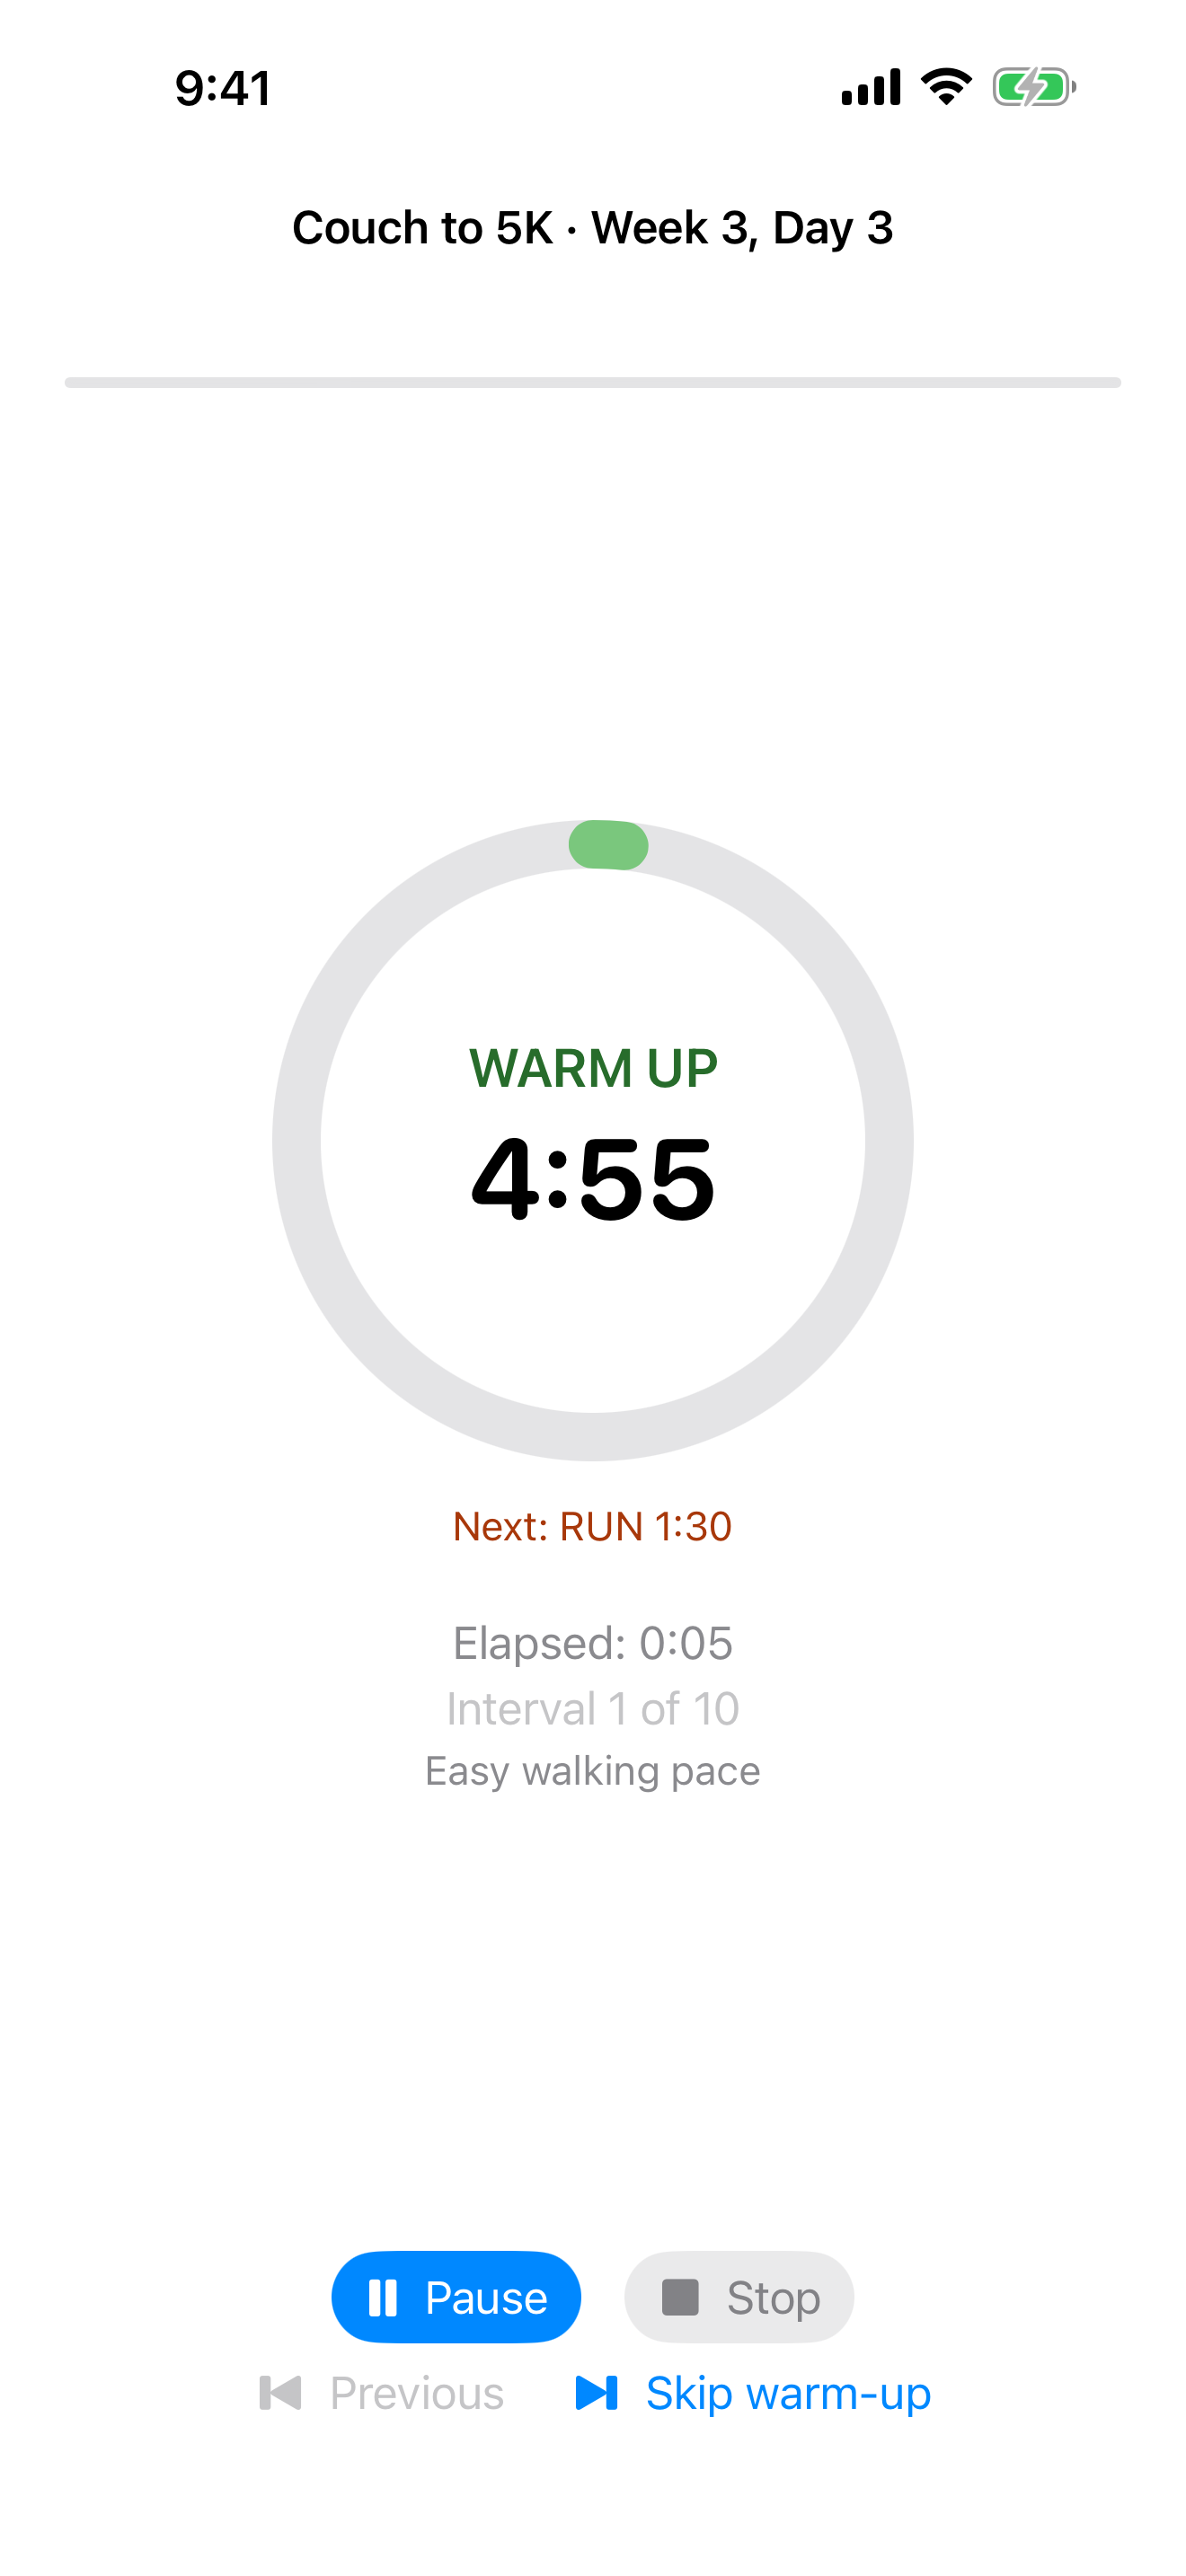 9:41
Couch to 5K · Week 3, Day 3
WARM UP
4:55
Next: RUN 1:30
Elapsed: 0:05
Interval 1 of 10
Easy walking pace
Pause
Stop
Previous
Skip warm-up